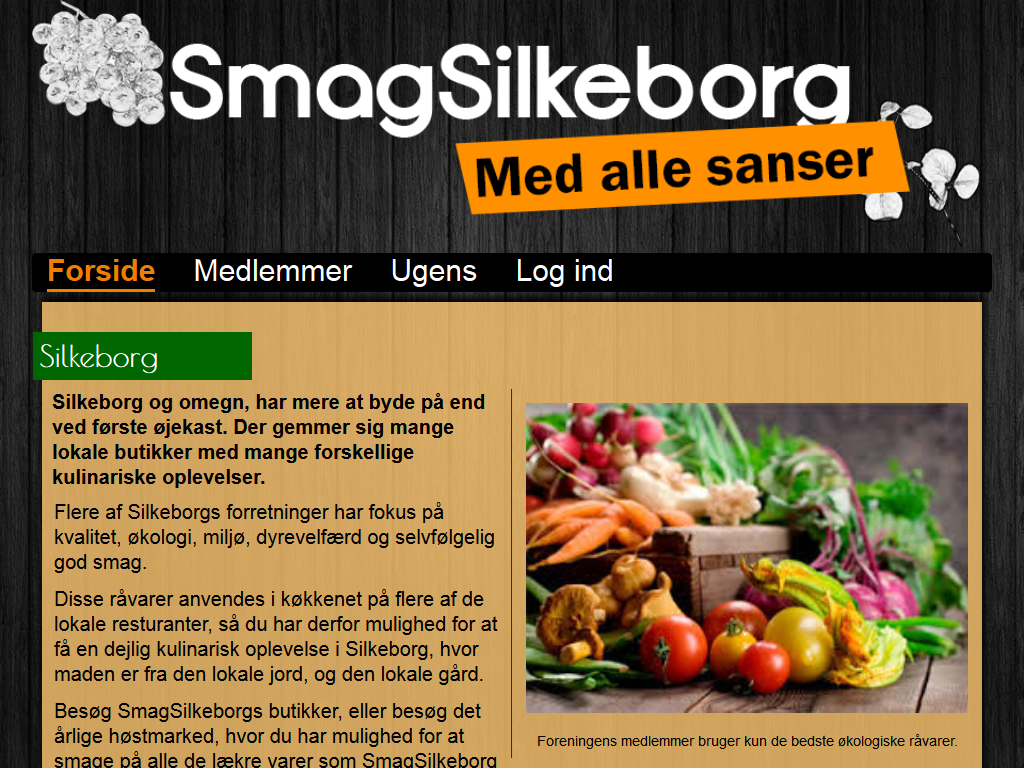 SmagSilkeborg
Med alle sanser
Forside Medlemmer Ugens Log ind
Silkeborg
Silkeborg og omegn, har mere at byde på end
ved første øjekast. Der gemmer sig mange
lokale butikker med mange forskellige
kulinariske oplevelser.
Flere af Silkeborgs forretninger har fokus på
kvalitet, økologi, miljø, dyrevelfærd og selvfølgelig
god smag.
Disse råvarer anvendes i køkkenet på flere af de
lokale resturanter, så du har derfor mulighed for at
få en dejlig kulinarisk oplevelse i Silkeborg, hvor
maden er fra den lokale jord, og den lokale gård.
Besøg SmagSilkeborgs butikker, eller besøg det
årlige høstmarked, hvor du har mulighed for at
smage på alle de lækre varer som SmagSilkeborg
Foreningens medlemmer bruger kun de bedste økologiske råvarer.